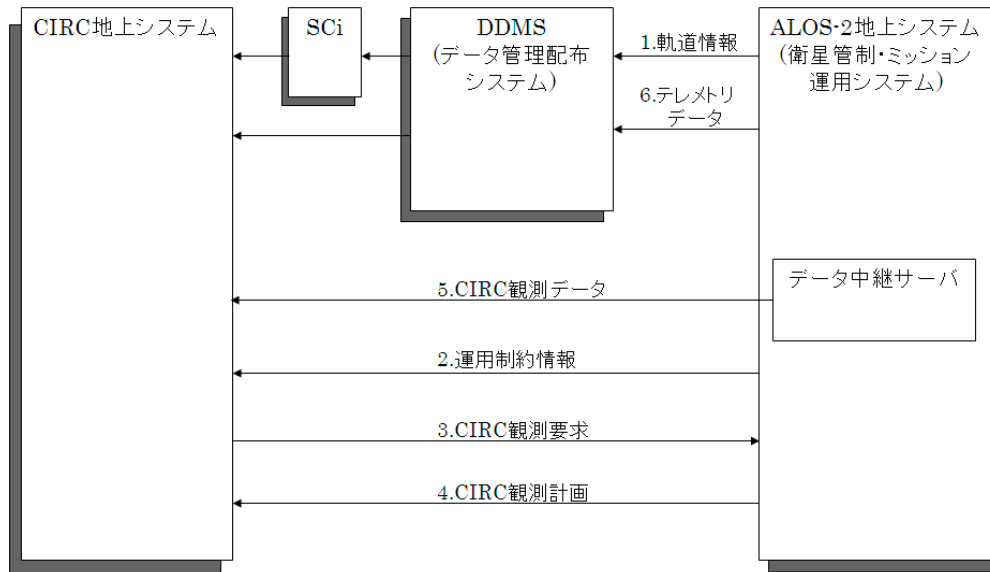 CIRC地上システム
SCi
DDMS
(データ管理配布
システム)
1.軌道情報
6.テレメトリ
データ
ALOS-2地上システム
(衛星管制・ミッション
運用システム)
データ中継サーバ
5.CIRC観測データ
2.運用制約情報
3.CIRC観測要求
4.CIRC観測計画